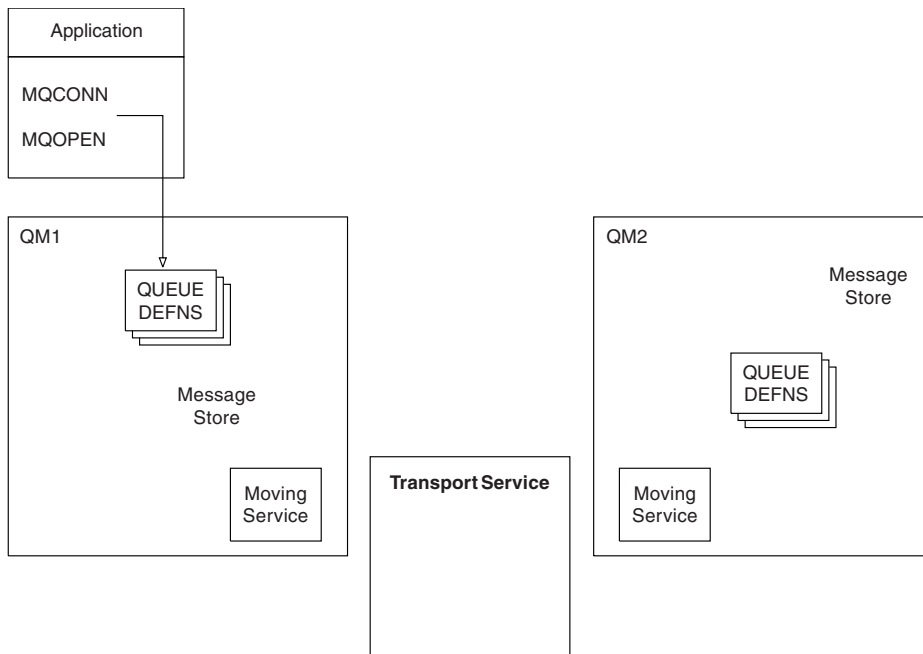 Application
MQCONN
MQOPEN
QM1
QUEUE
DEFNS
Message
Store
Moving
Service
Transport Service
QM2
Message
Store
QUEUE
DEFNS
Moving
Service